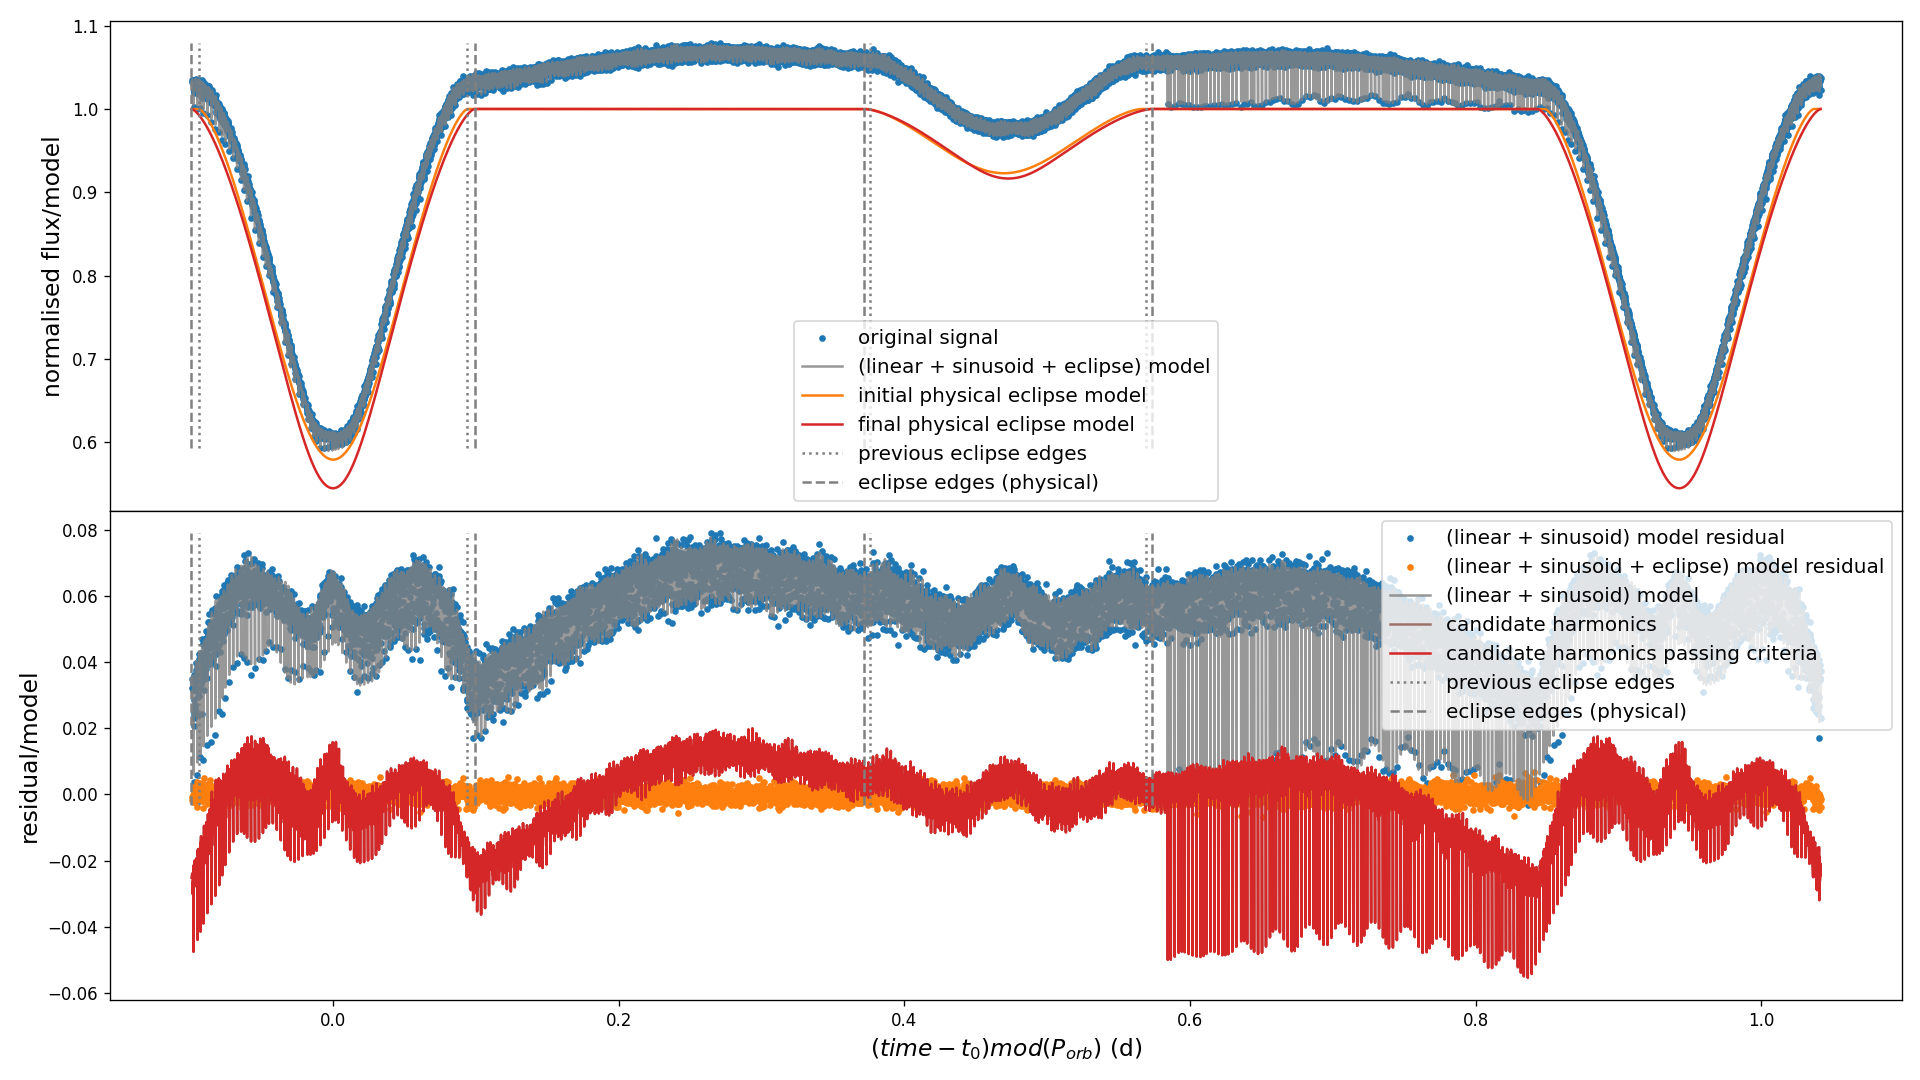 1.1
1.0
0.9
0.8
0.7
0.6
normalised flux/model
original signal
(linear + sinusoid + eclipse) model
initial physical eclipse model
final physical eclipse model
previous eclipse edges
eclipse edges (physical)
0.08
0.06
0.04
0.02
0.00
−0.02
−0.04
−0.06
residual/model
(linear + sinusoid) model residual
(linear + sinusoid + eclipse) model residual
(linear + sinusoid) model
candidate harmonics
candidate harmonics passing criteria
previous eclipse edges
eclipse edges (physical)
0.0 0.2 0.4 0.6 0.8 1.0
(time − t₀)mod(Pₒᵣb) (d)